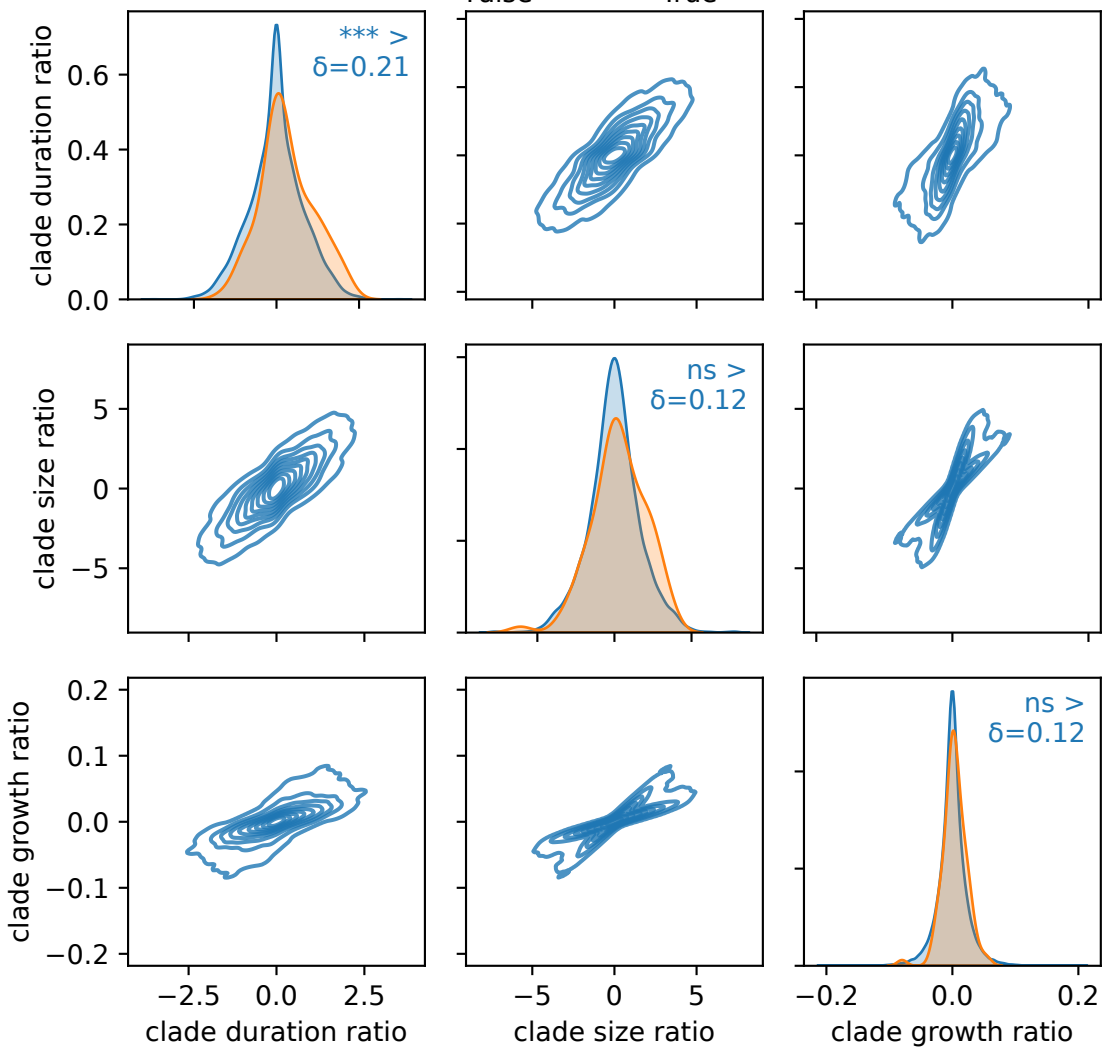 False True
clade duration ratio
0.6
0.4
0.2
0.0
*** >
δ=0.21
clade size ratio
5
0
−5
ns >
δ=0.12
clade growth ratio
0.2
0.1
0.0
−0.1
−0.2
ns >
δ=0.12
−2.5 0.0 2.5
−5 0 5
−0.2 0.0 0.2
clade duration ratio
clade size ratio
clade growth ratio